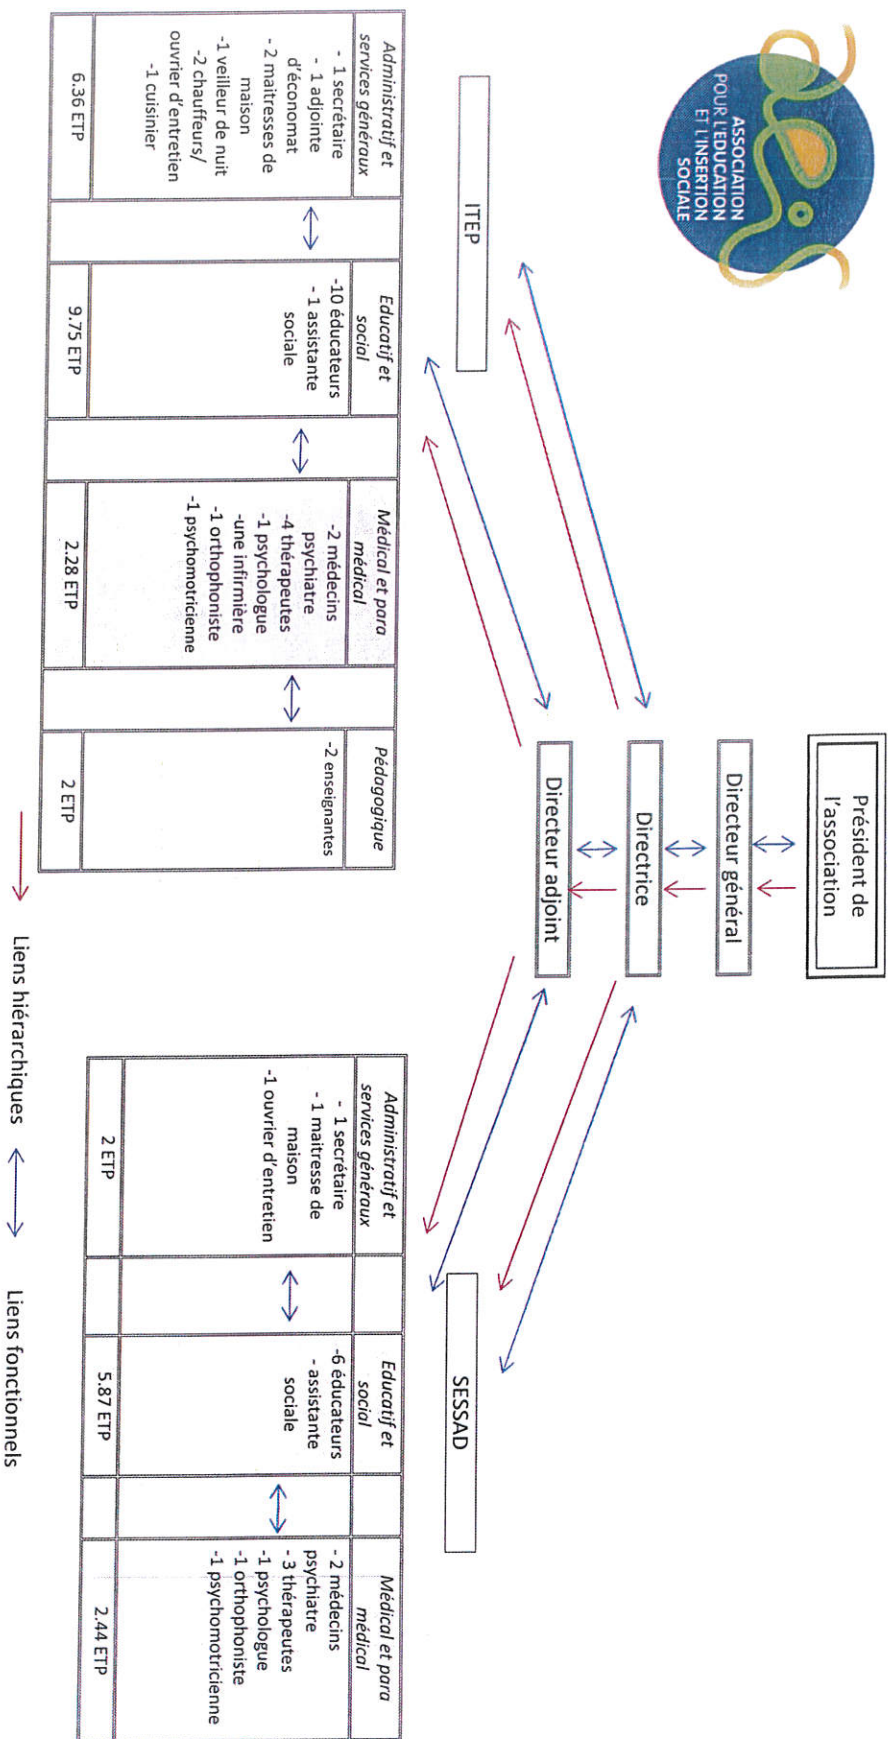 aeis
ASSOCIATION
POUR L'EDUCATION
ET L'INSERTION
SOCIALE
Président de
l'association
Directeur général
Directrice
Directeur adjoint
ITEP
SESSAD
Administratif et
services généraux
- 1 secrétaire
- 1 adjointe
d'économat
- 2 maitresses de
maison
-1 veilleur de nuit
-2 chauffeurs/
ouvrier d'entretien
-1 cuisinier
6.36 ETP
Educatif et
social
-10 éducateurs
- 1 assistante
sociale
9.75 ETP
Médical et para
médical
-2 médecins
psychiatre
-4 thérapeutes
-1 psychologue
-une infirmière
-1 orthophoniste
-1 psychomotricienne
2.28 ETP
Pédagogique
-2 enseignantes
2 ETP
Administratif et
services généraux
- 1 secrétaire
- 1 maitresse de
maison
-1 ouvrier d'entretien
2 ETP
Educatif et
social
-6 éducateurs
- assistante
sociale
5.87 ETP
Médical et para
médical
- 2 médecins
psychiatre
- 3 thérapeutes
-1 psychologue
-1 orthophoniste
-1 psychomotricienne
2.44 ETP
Liens hiérarchiques
Liens fonctionnels